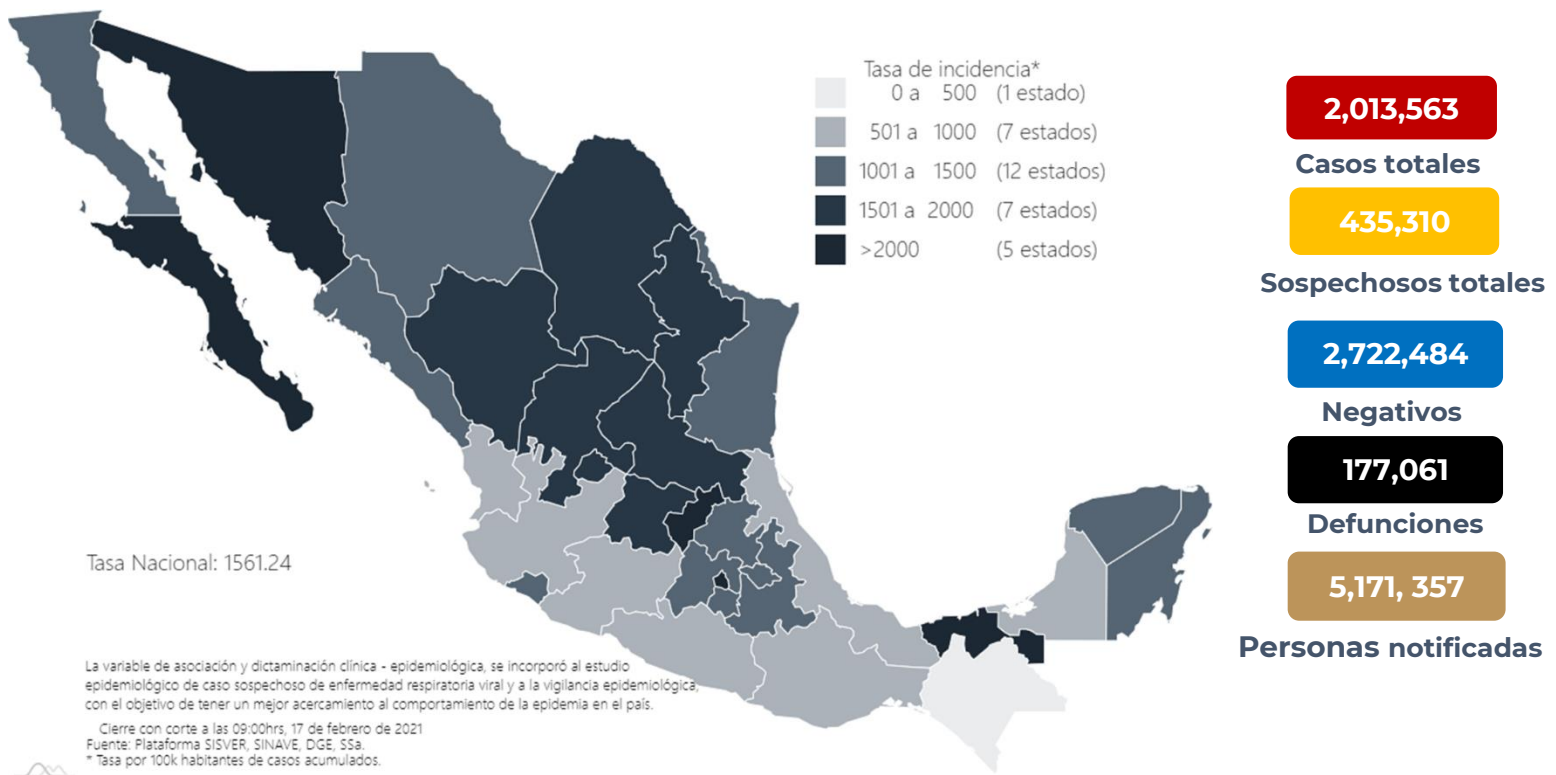 Tasa de incidencia*
0 a 500 (1 estado)
501 a 1000 (7 estados)
1001 a 1500 (12 estados)
1501 a 2000 (7 estados)
>2000 (5 estados)
2,013,563
Casos totales
435,310
Sospechosos totales
2,722,484
Negativos
177,061
Defunciones
5,171, 357
Personas notificadas
Tasa Nacional: 1561.24
La variable de asociación y dictaminación clínica - epidemiológica, se incorporó al estudio
epidemiológico de caso sospechoso de enfermedad respiratoria viral y a la vigilancia epidemiológica,
con el objetivo de tener un mejor acercamiento al comportamiento de la epidemia en el país.
Cierre con corte a las 09:00hrs, 17 de febrero de 2021
Fuente: Plataforma SISVER, SINAVE, DGE, SSa.
* Tasa por 100k habitantes de casos acumulados.